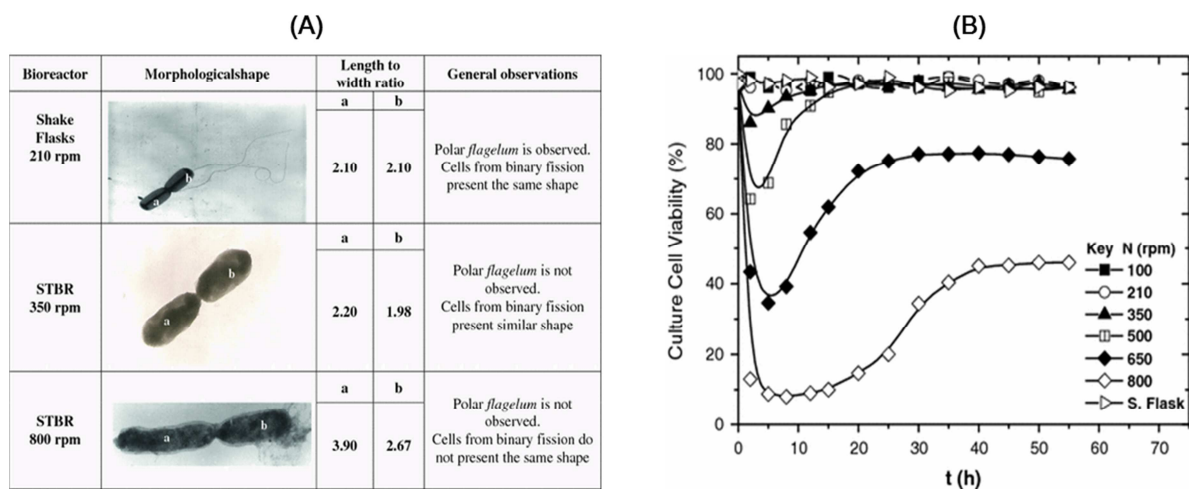 (A)
Bioreactor Morphologicalshape Length to width ratio General observations
Shake
Flasks
210 rpm
a b
a b
2.10 2.10
Polar flagelum is observed.
Cells from binary fission
present the same shape
STBR
350 rpm
a b
a b
2.20 1.98
Polar flagelum is not
observed.
Cells from binary fission
present similar shape
STBR
800 rpm
a b
a b
3.90 2.67
Polar flagelum is not
observed.
Cells from binary fission do
not present the same shape
(B)
Culture Cell Viability (%)
100
80
60
40
20
0
0 10 20 30 40 50 60 70
t (h)
Key N (rpm)
100
210
350
500
650
800
S. Flask